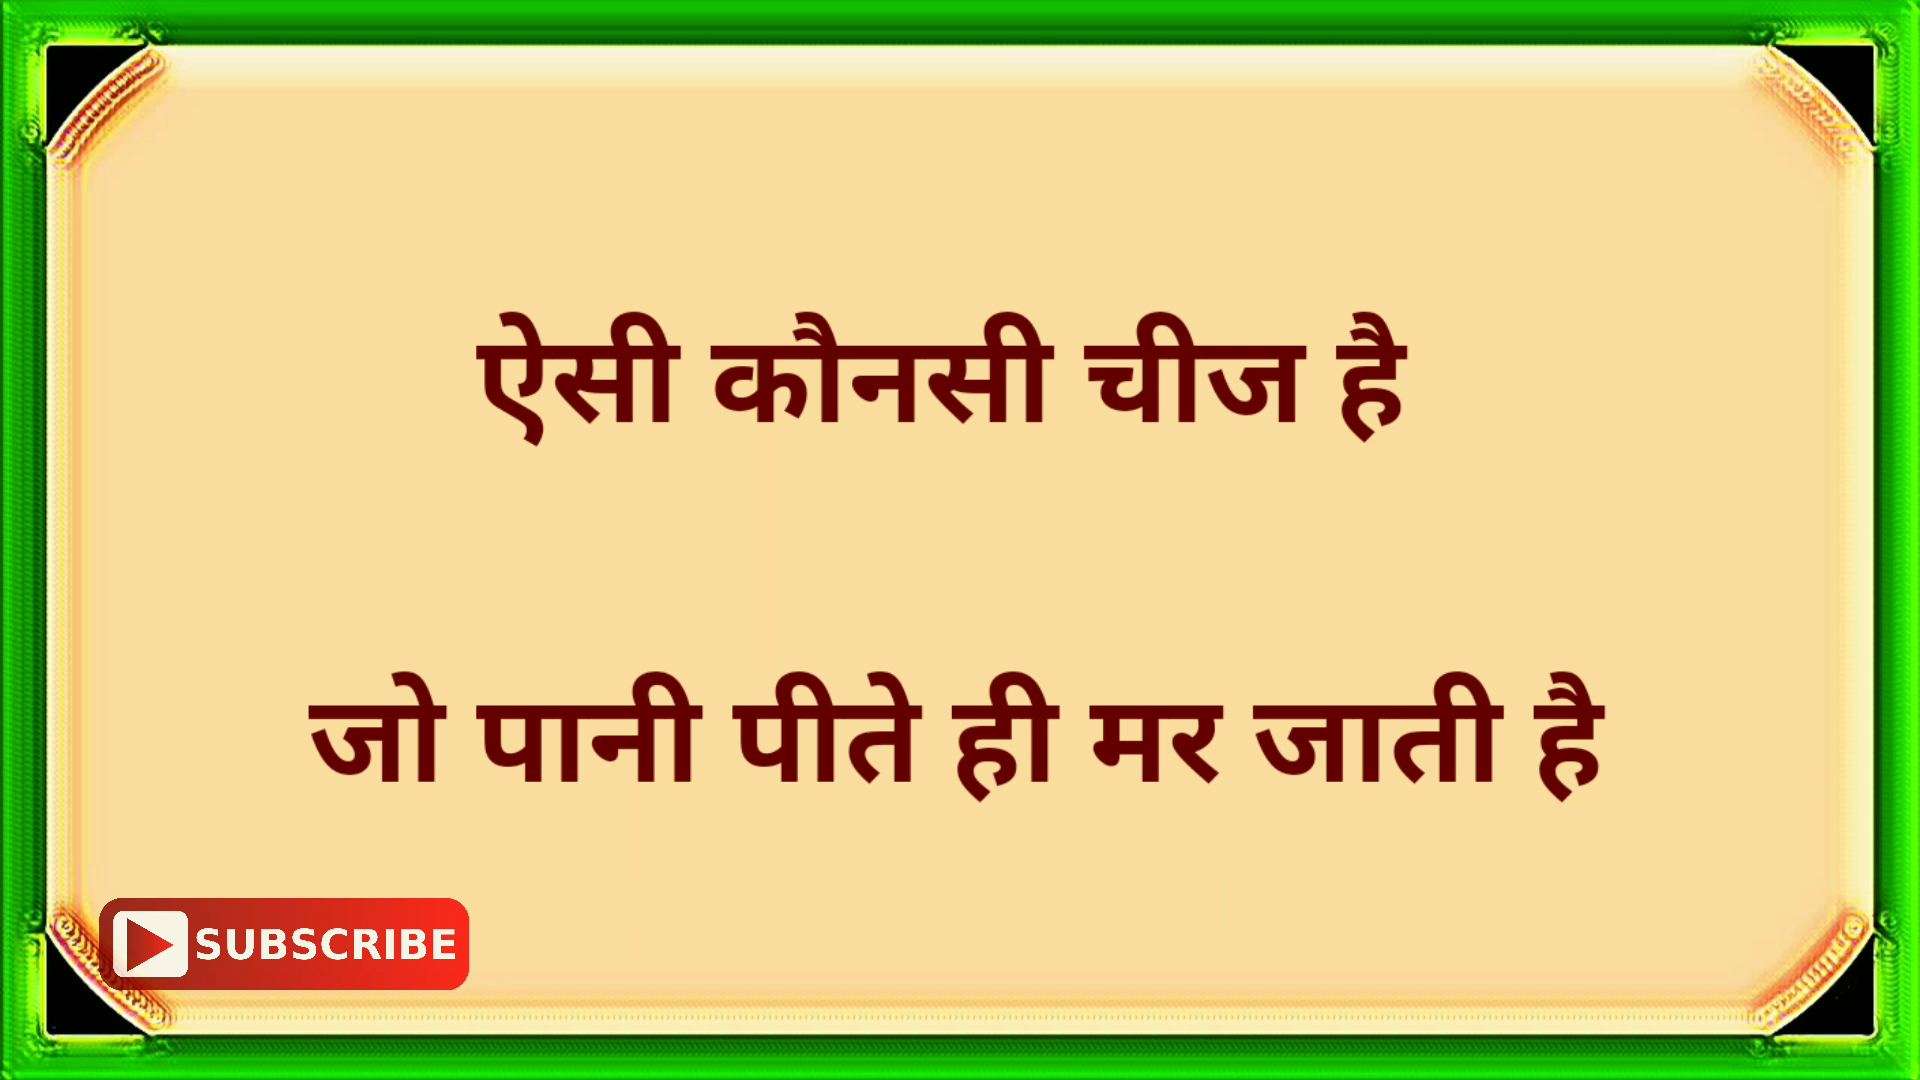 ऐसी कौनसी चीज है
जो पानी पीते ही मर जाती है
SUBSCRIBE